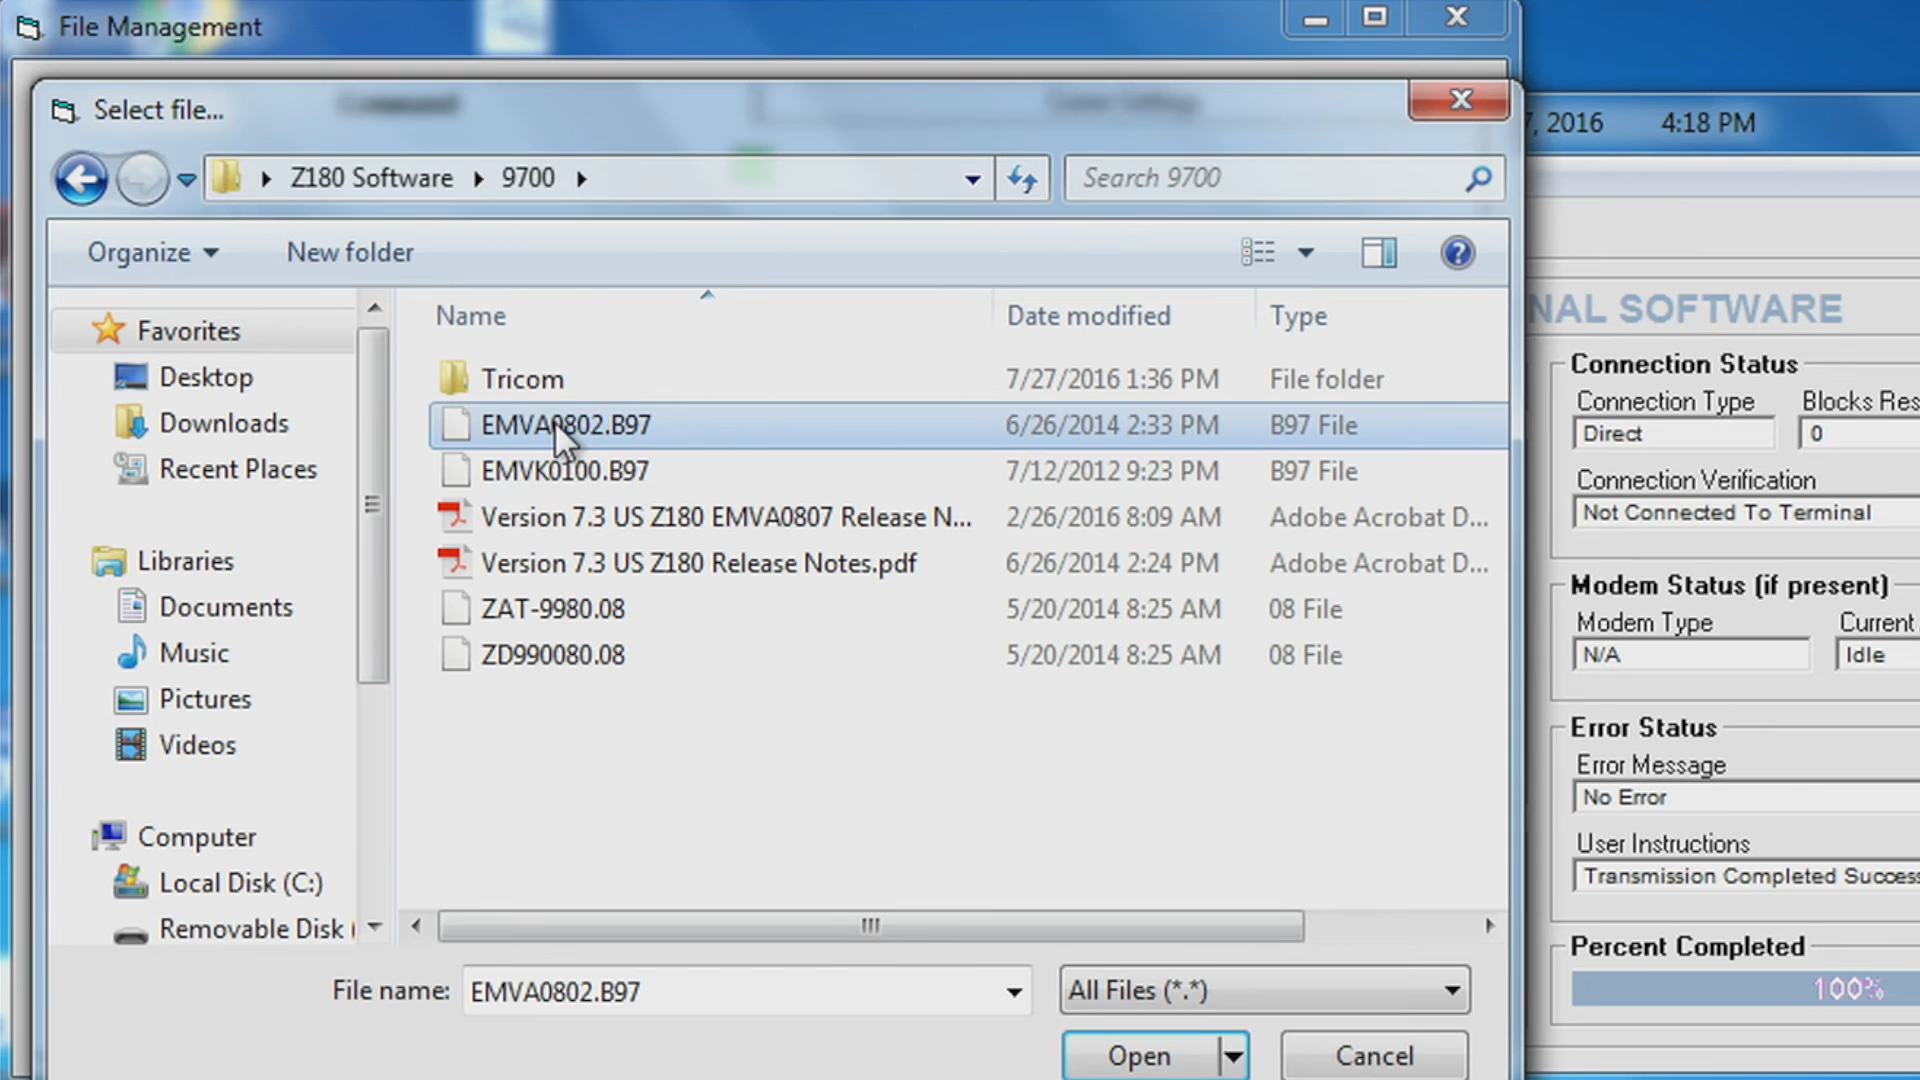 File Management
Select file...
Command
7, 2016 4:18 PM
Z180 Software 9700
Search 9700
Organize New folder
Name Date modified Type
Favorites
Desktop
Downloads
Recent Places
Libraries
Documents
Music
Pictures
Videos
Computer
Local Disk (C:)
Removable Disk (
Tricom 7/27/2016 1:36 PM File folder
EMVA0802.B97 6/26/2014 2:33 PM B97 File
EMVK0100.B97 7/12/2012 9:23 PM B97 File
Version 7.3 US Z180 EMVA0807 Release N... 2/26/2016 8:09 AM Adobe Acrobat D...
Version 7.3 US Z180 Release Notes.pdf 6/26/2014 2:24 PM Adobe Acrobat D...
ZAT-9980.08 5/20/2014 8:25 AM 08 File
ZD990080.08 5/20/2014 8:25 AM 08 File
File name: EMVA0802.B97
All Files (*.*)
Open Cancel
NAL SOFTWARE
Connection Status
Connection Type Blocks Res
Direct 0
Connection Verification
Not Connected To Terminal
Modem Status (if present)
Modem Type Current
N/A Idle
Error Status
Error Message
No Error
User Instructions
Transmission Completed Success
Percent Completed
100%